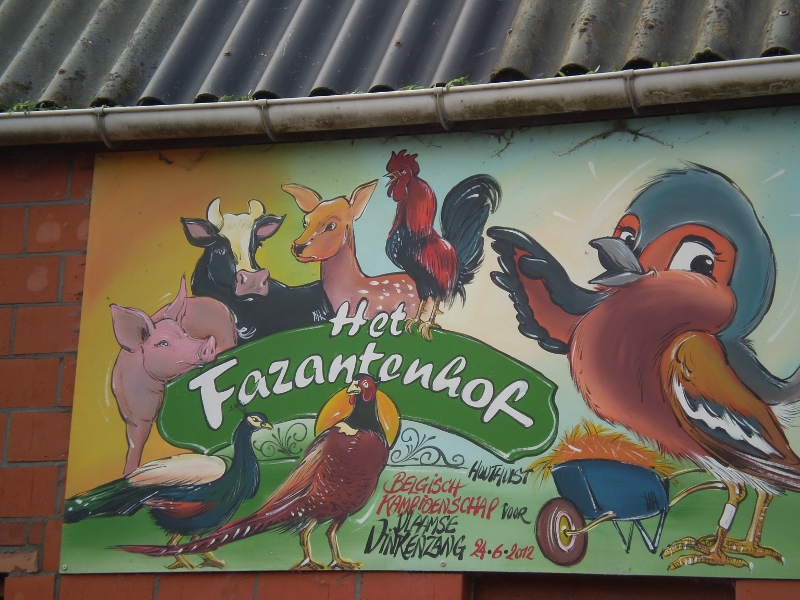 Het
Fazantenhof
HOUTHULST
BELGISCH
KAMPIOENSCHAP VOOR
VLAAMSE
VINKENZANG 24·6·2012